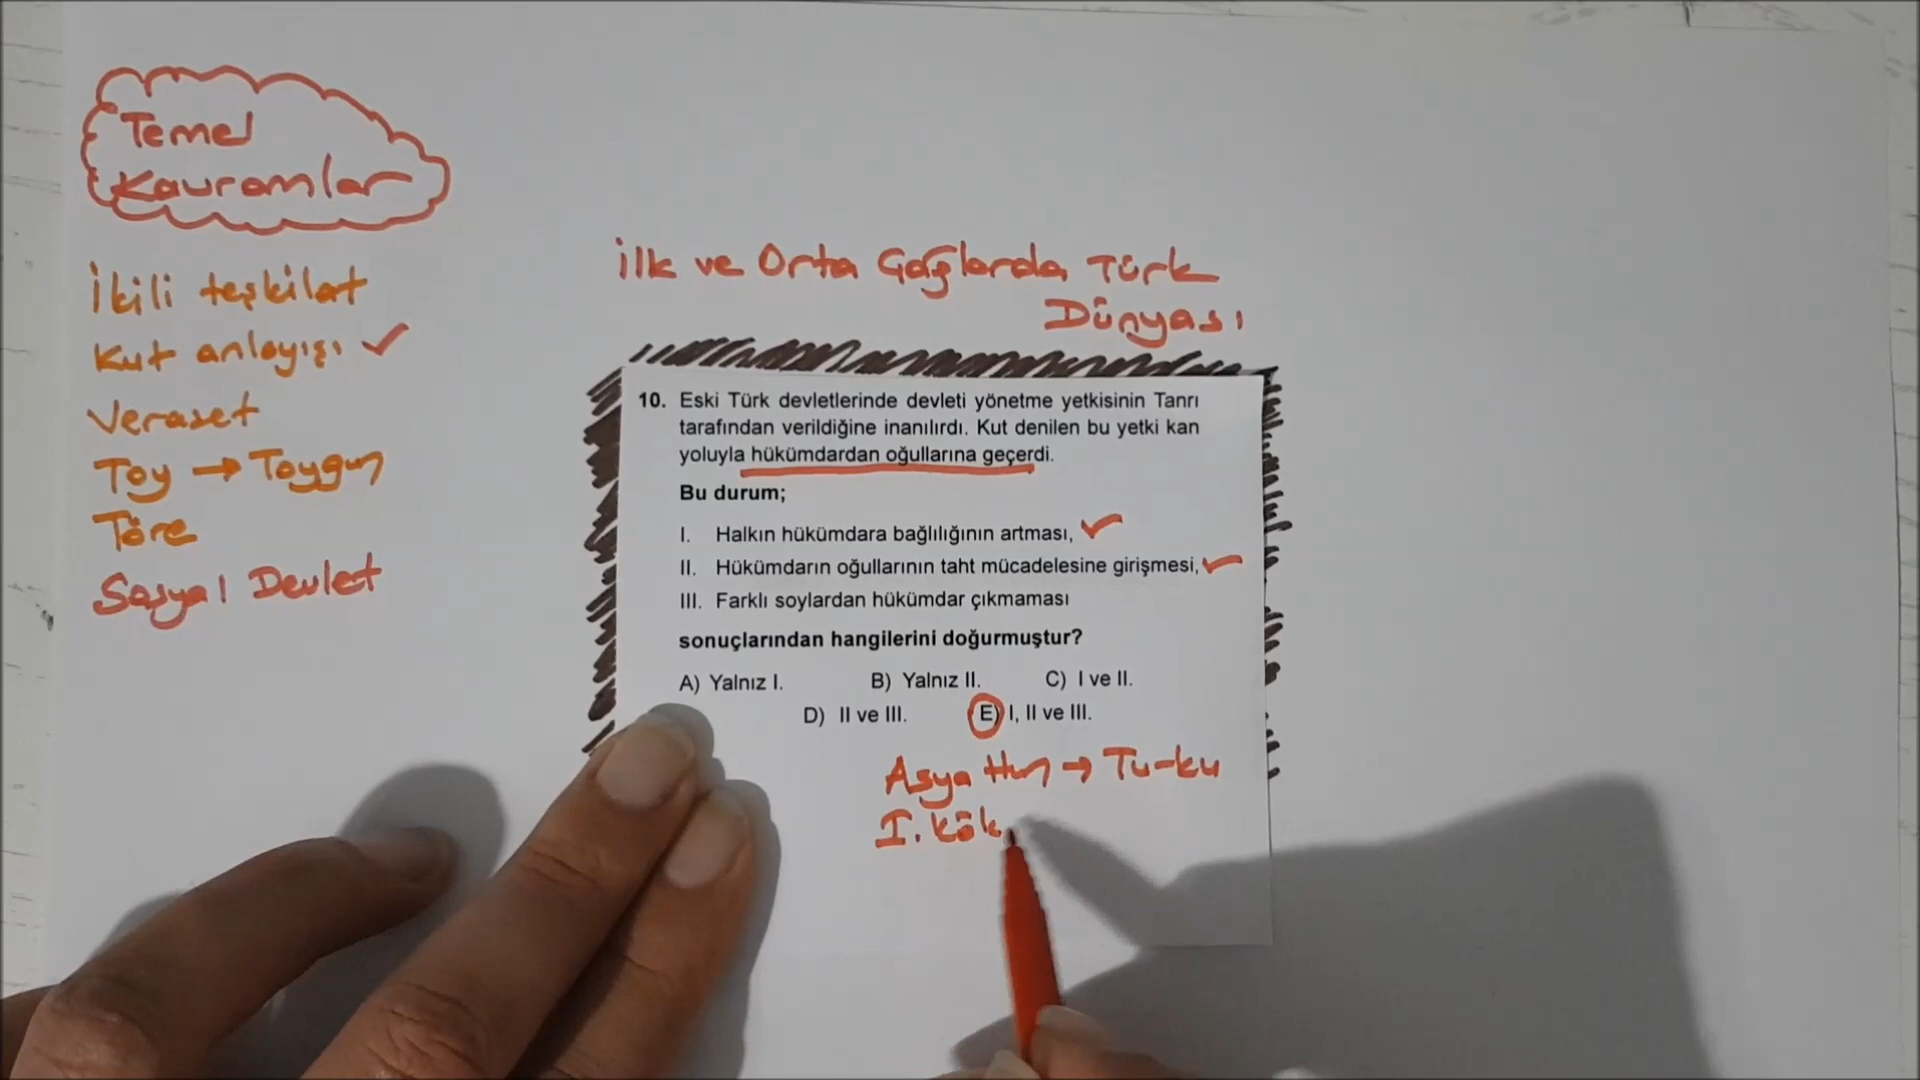 Temel
Kavramlar
İkili teşkilat
Kut anlayışı ✓
Veraset
Toy → Toygun
Töre
Sosyal Devlet
İlk ve Orta Çağlarda Türk
Dünyası
10. Eski Türk devletlerinde devleti yönetme yetkisinin Tanrı
tarafından verildiğine inanılırdı. Kut denilen bu yetki kan
yoluyla hükümdardan oğullarına geçerdi.
Bu durum;
I. Halkın hükümdara bağlılığının artması, ✓
II. Hükümdarın oğullarının taht mücadelesine girişmesi, ✓
III. Farklı soylardan hükümdar çıkmaması
sonuçlarından hangilerini doğurmuştur?
A) Yalnız I. B) Yalnız II. C) I ve II.
D) II ve III. E) I, II ve III.
Asya Hun → Tu-ku
I. Kök